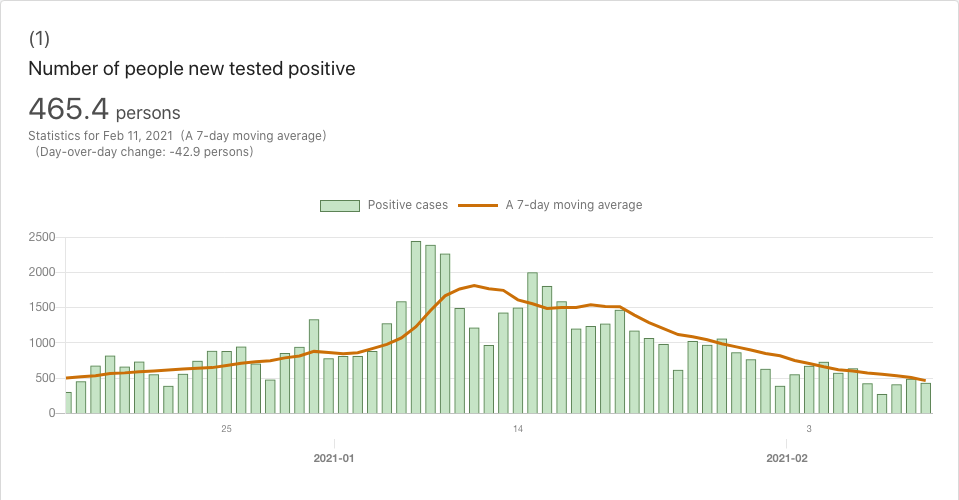 (1)
Number of people new tested positive
465.4 persons
Statistics for Feb 11, 2021 (A 7-day moving average)
(Day-over-day change: -42.9 persons)
Positive cases
A 7-day moving average
2500
2000
1500
1000
500
0
25
14
3
2021-01
2021-02